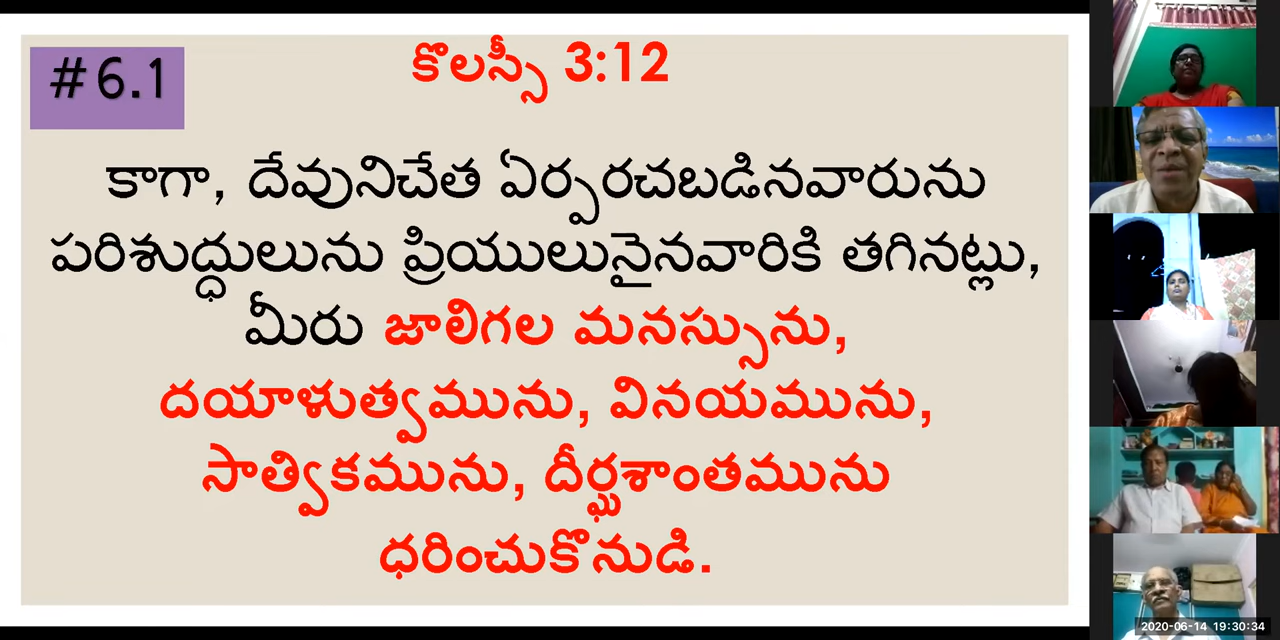 #6.1
కొలస్సీ 3:12
కాగా, దేవునిచేత ఏర్పరచబడినవారును
పరిశుద్ధులును ప్రియులునైనవారికి తగినట్లు,
మీరు జాలిగల మనస్సును,
దయాళుత్వమును, వినయమును,
సాత్వికమును, దీర్ఘశాంతమును
ధరించుకొనుడి.
2020-06-14 19:30:34